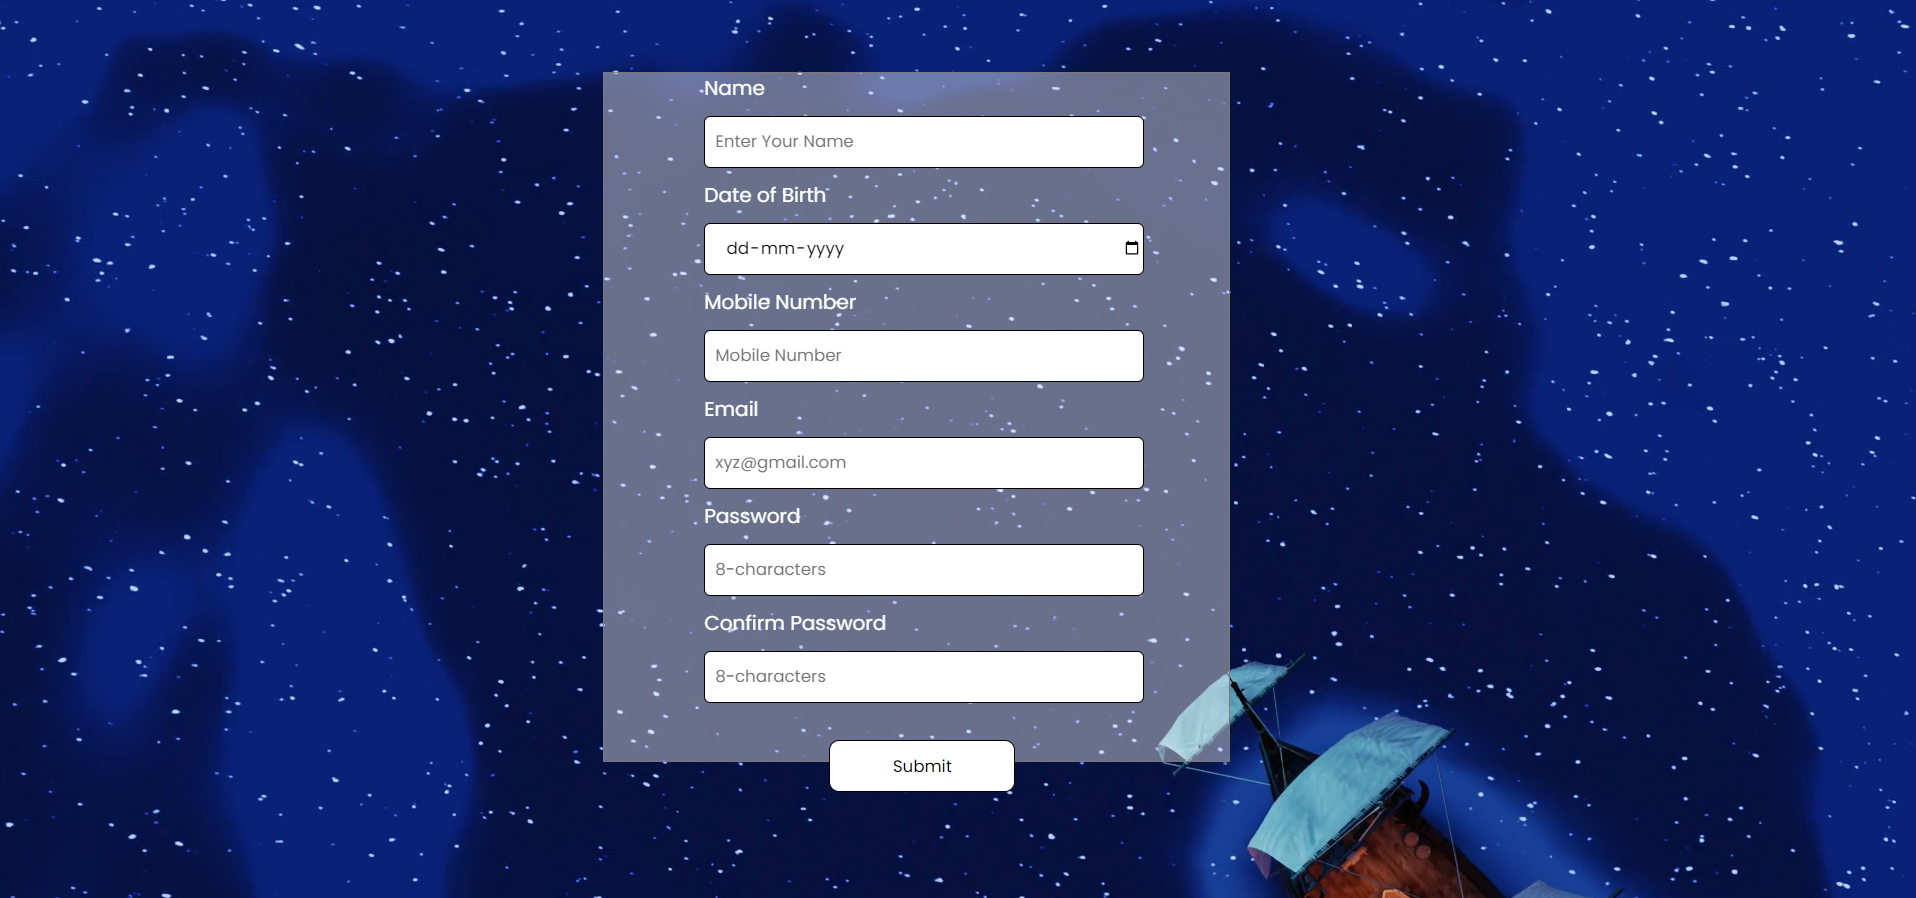 Name
Enter Your Name
Date of Birth
dd-mm-yyyy
Mobile Number
Mobile Number
Email
xyz@gmail.com
Password
8-characters
Confirm Password
8-characters
Submit